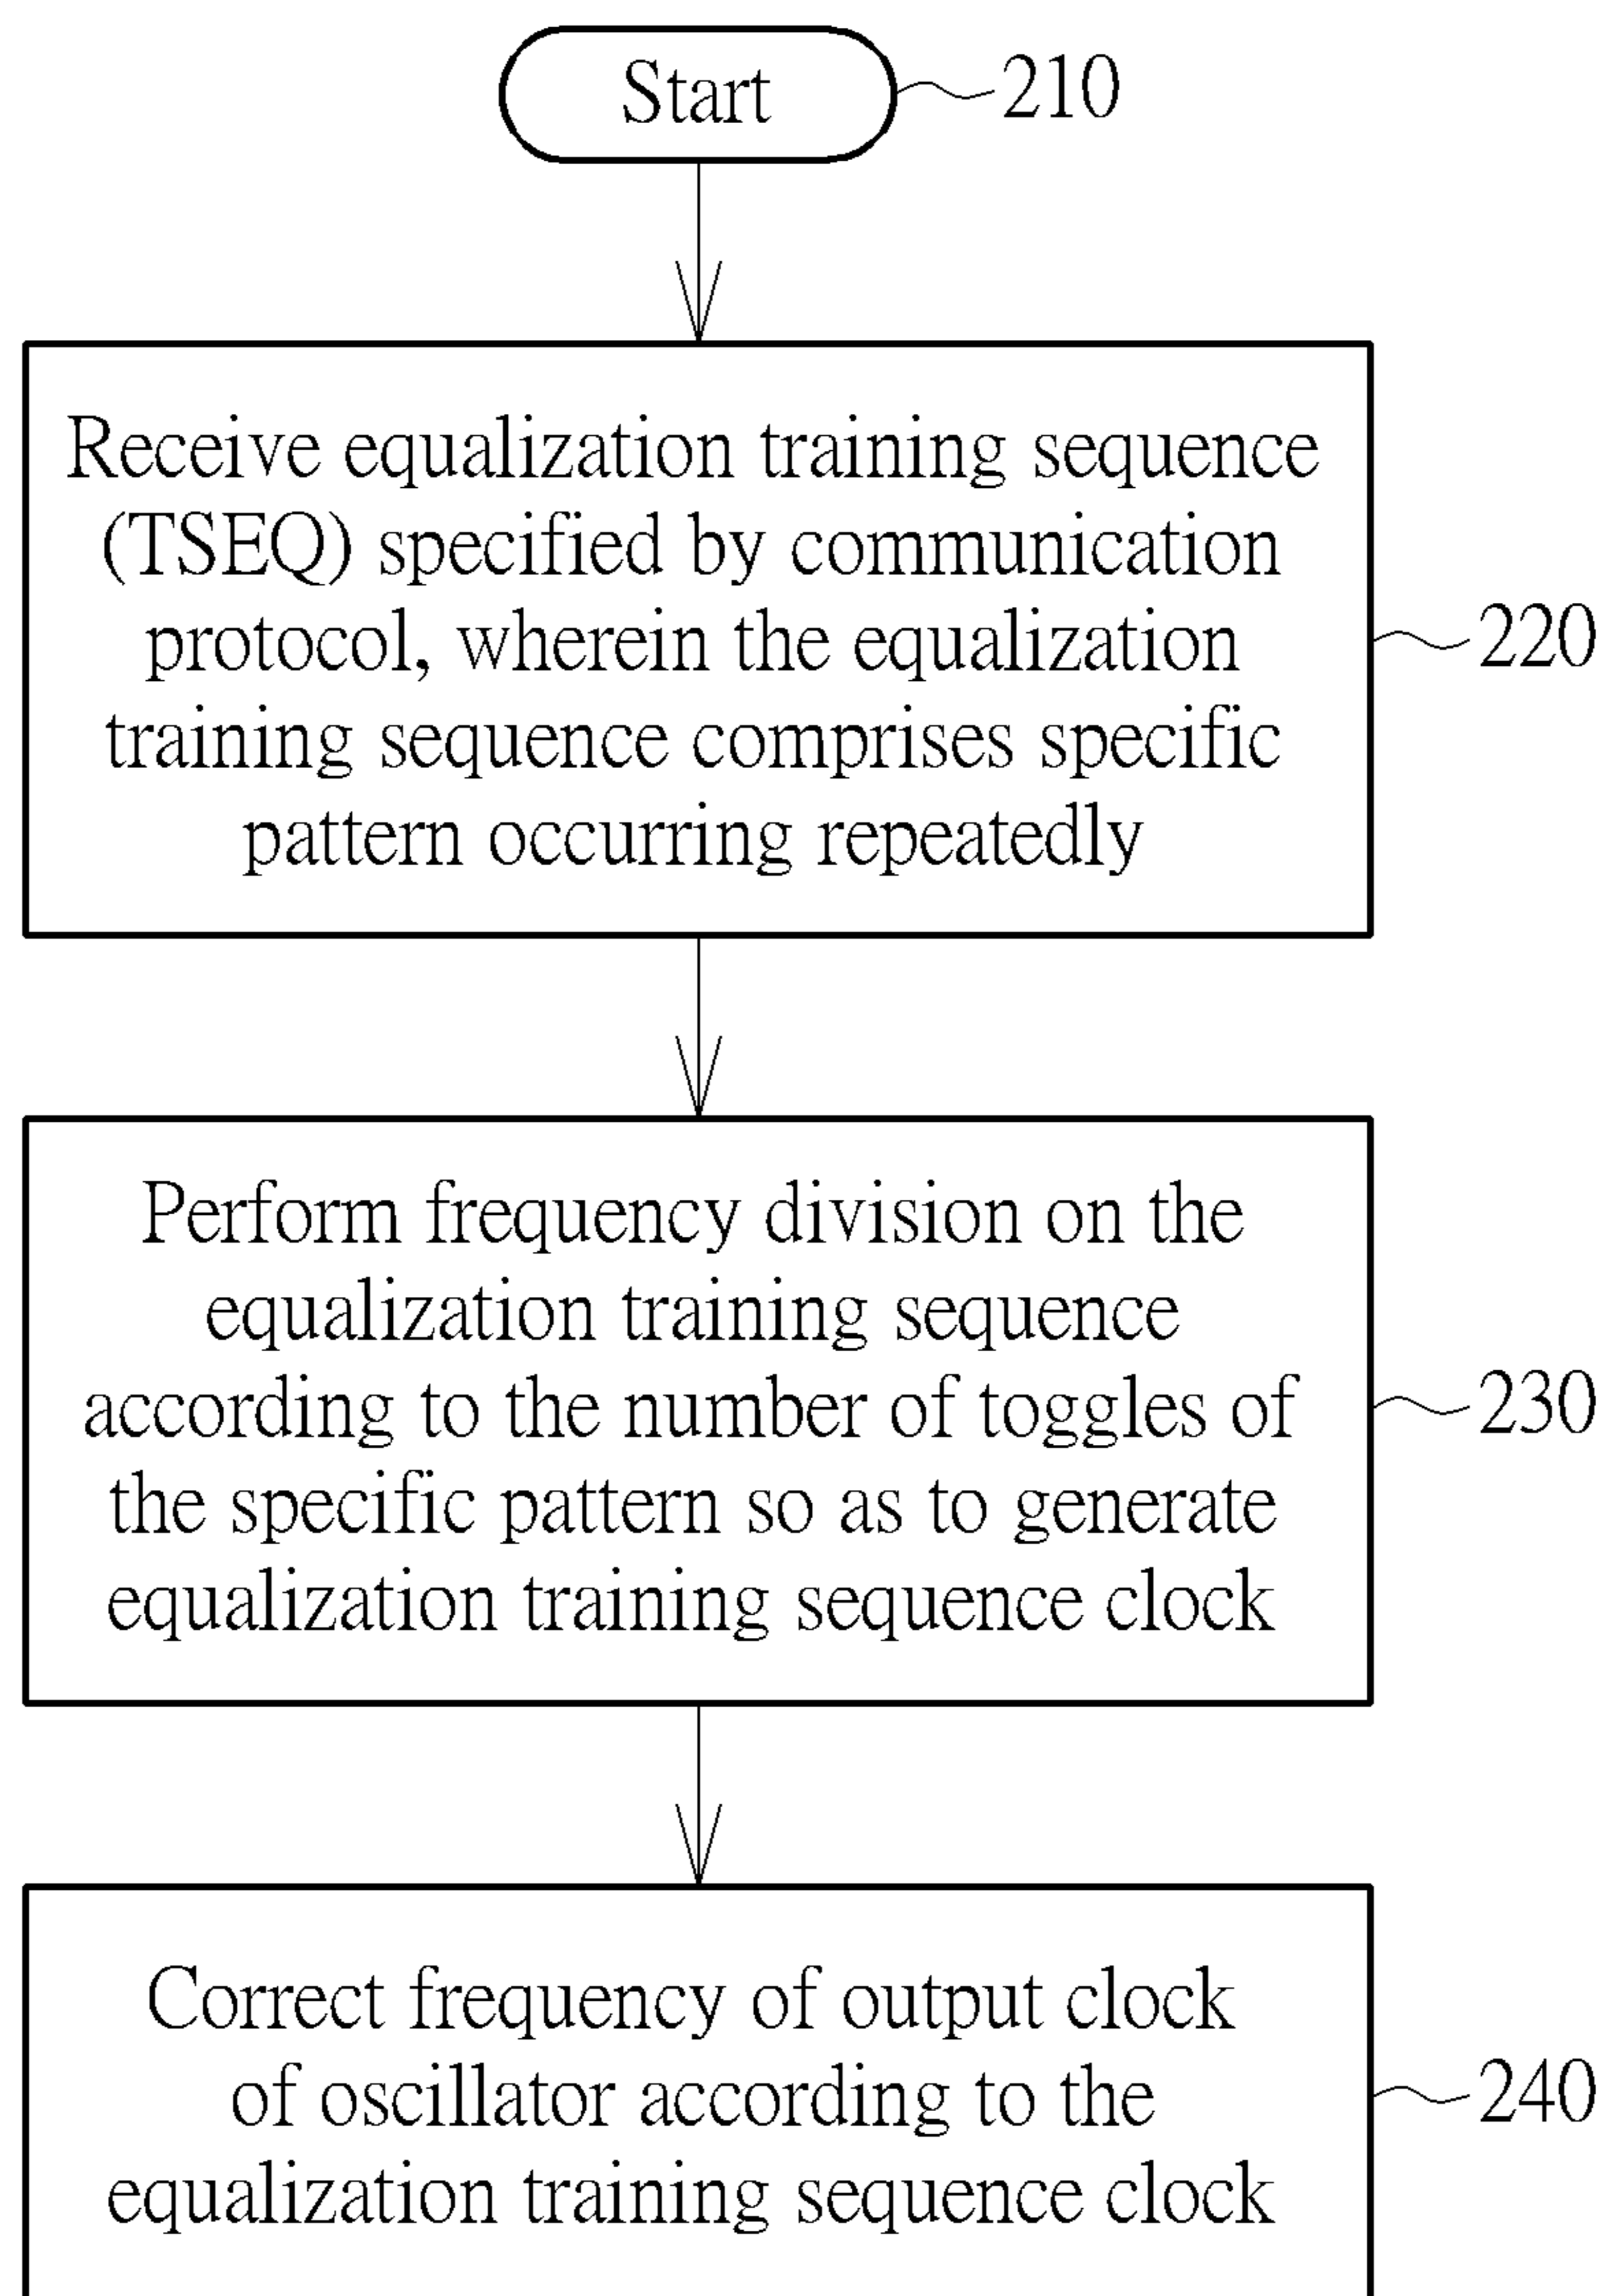 Start
210
Receive equalization training sequence
(TSEQ) specified by communication
protocol, wherein the equalization
training sequence comprises specific
pattern occurring repeatedly
220
Perform frequency division on the
equalization training sequence
according to the number of toggles of
the specific pattern so as to generate
equalization training sequence clock
230
Correct frequency of output clock
of oscillator according to the
equalization training sequence clock
240